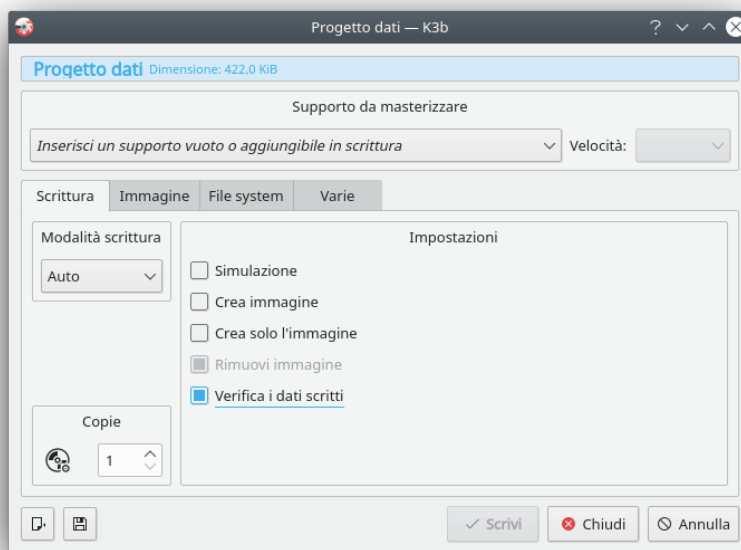 Progetto dati — K3b
Progetto dati Dimensione: 422,0 KiB
Supporto da masterizzare
Inserisci un supporto vuoto o aggiungibile in scrittura
Velocità:
Scrittura Immagine File system Varie
Modalità scrittura
Auto
Impostazioni
Simulazione
Crea immagine
Crea solo l'immagine
Rimuovi immagine
Verifica i dati scritti
Copie
1
Scrivi Chiudi Annulla